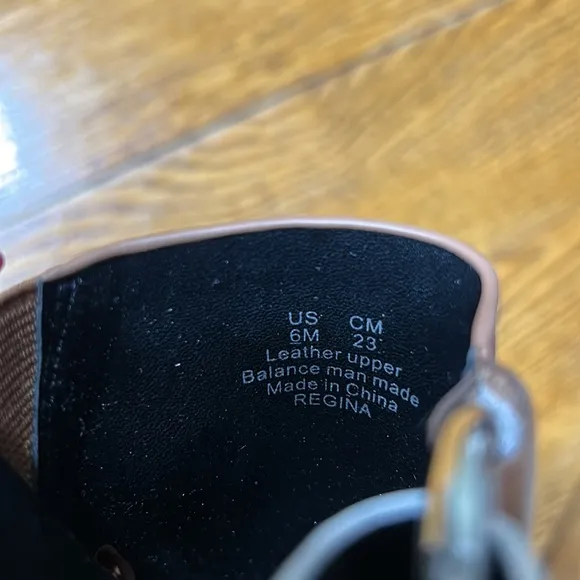 US CM
6M 23
Leather upper
Balance man made
Made in China
REGINA